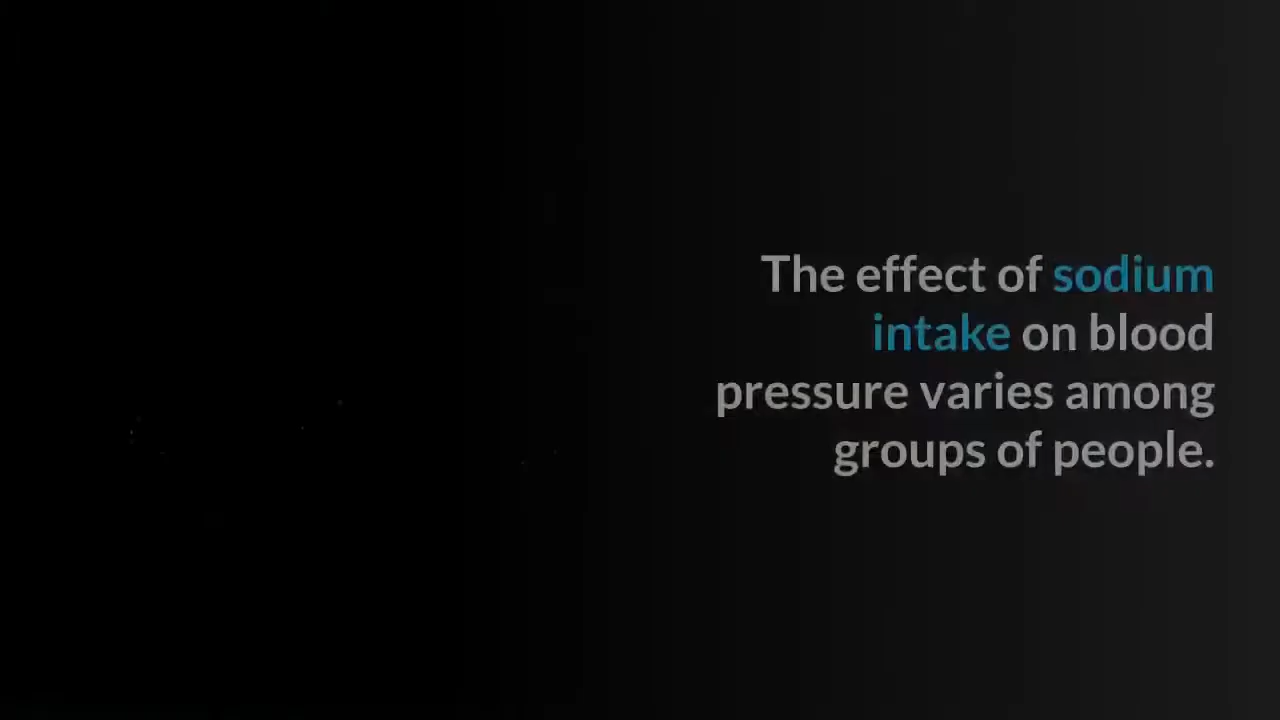 The effect of sodium
intake on blood
pressure varies among
groups of people.